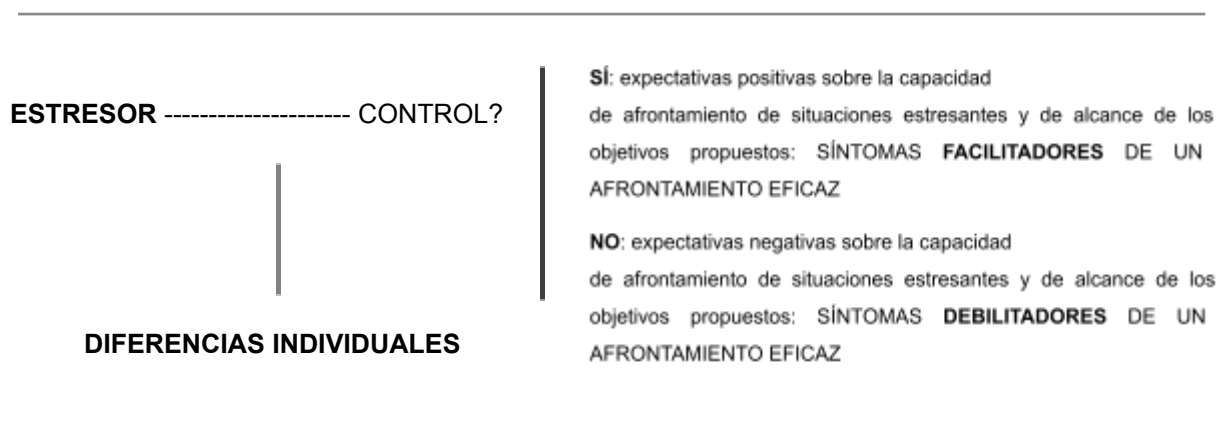 ESTRESOR --------------------- CONTROL?
DIFERENCIAS INDIVIDUALES
SÍ: expectativas positivas sobre la capacidad
de afrontamiento de situaciones estresantes y de alcance de los
objetivos propuestos: SÍNTOMAS FACILITADORES DE UN
AFRONTAMIENTO EFICAZ
NO: expectativas negativas sobre la capacidad
de afrontamiento de situaciones estresantes y de alcance de los
objetivos propuestos: SÍNTOMAS DEBILITADORES DE UN
AFRONTAMIENTO EFICAZ